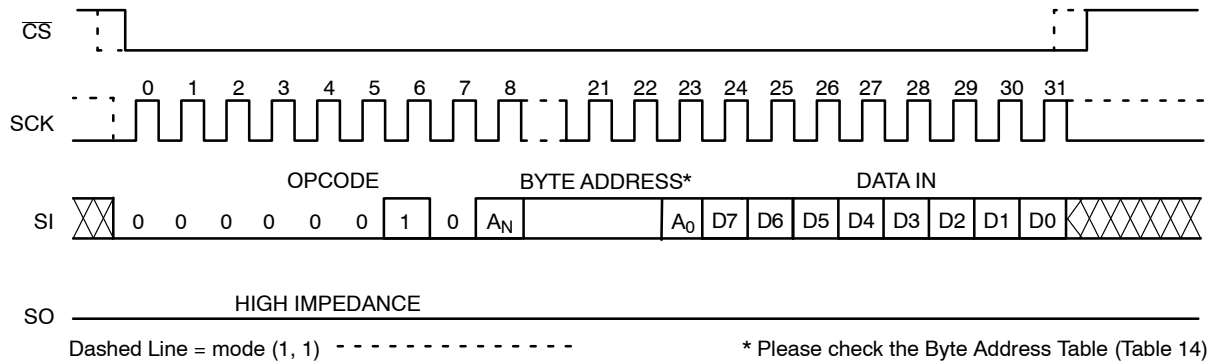 CS
0 1 2 3 4 5 6 7 8 21 22 23 24 25 26 27 28 29 30 31
SCK
OPCODE BYTE ADDRESS* DATA IN
SI 0 0 0 0 0 0 1 0 AN A0 D7 D6 D5 D4 D3 D2 D1 D0
HIGH IMPEDANCE
SO
Dashed Line = mode (1, 1) * Please check the Byte Address Table (Table 14)